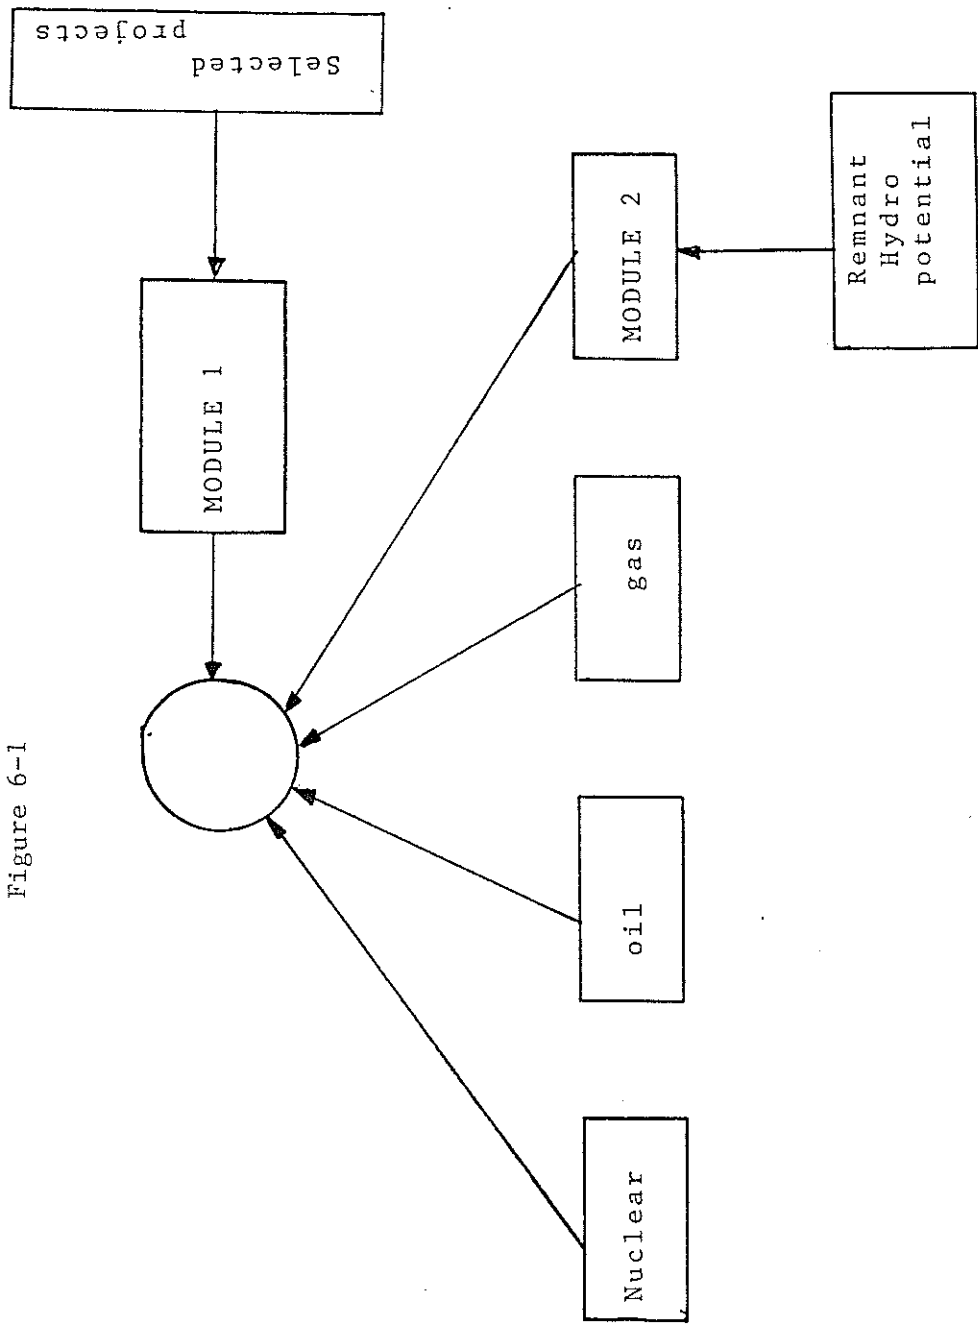 Figure 6-1
Selected
projects
MODULE 1
MODULE 2
Remnant
Hydro
potential
gas
oil
Nuclear